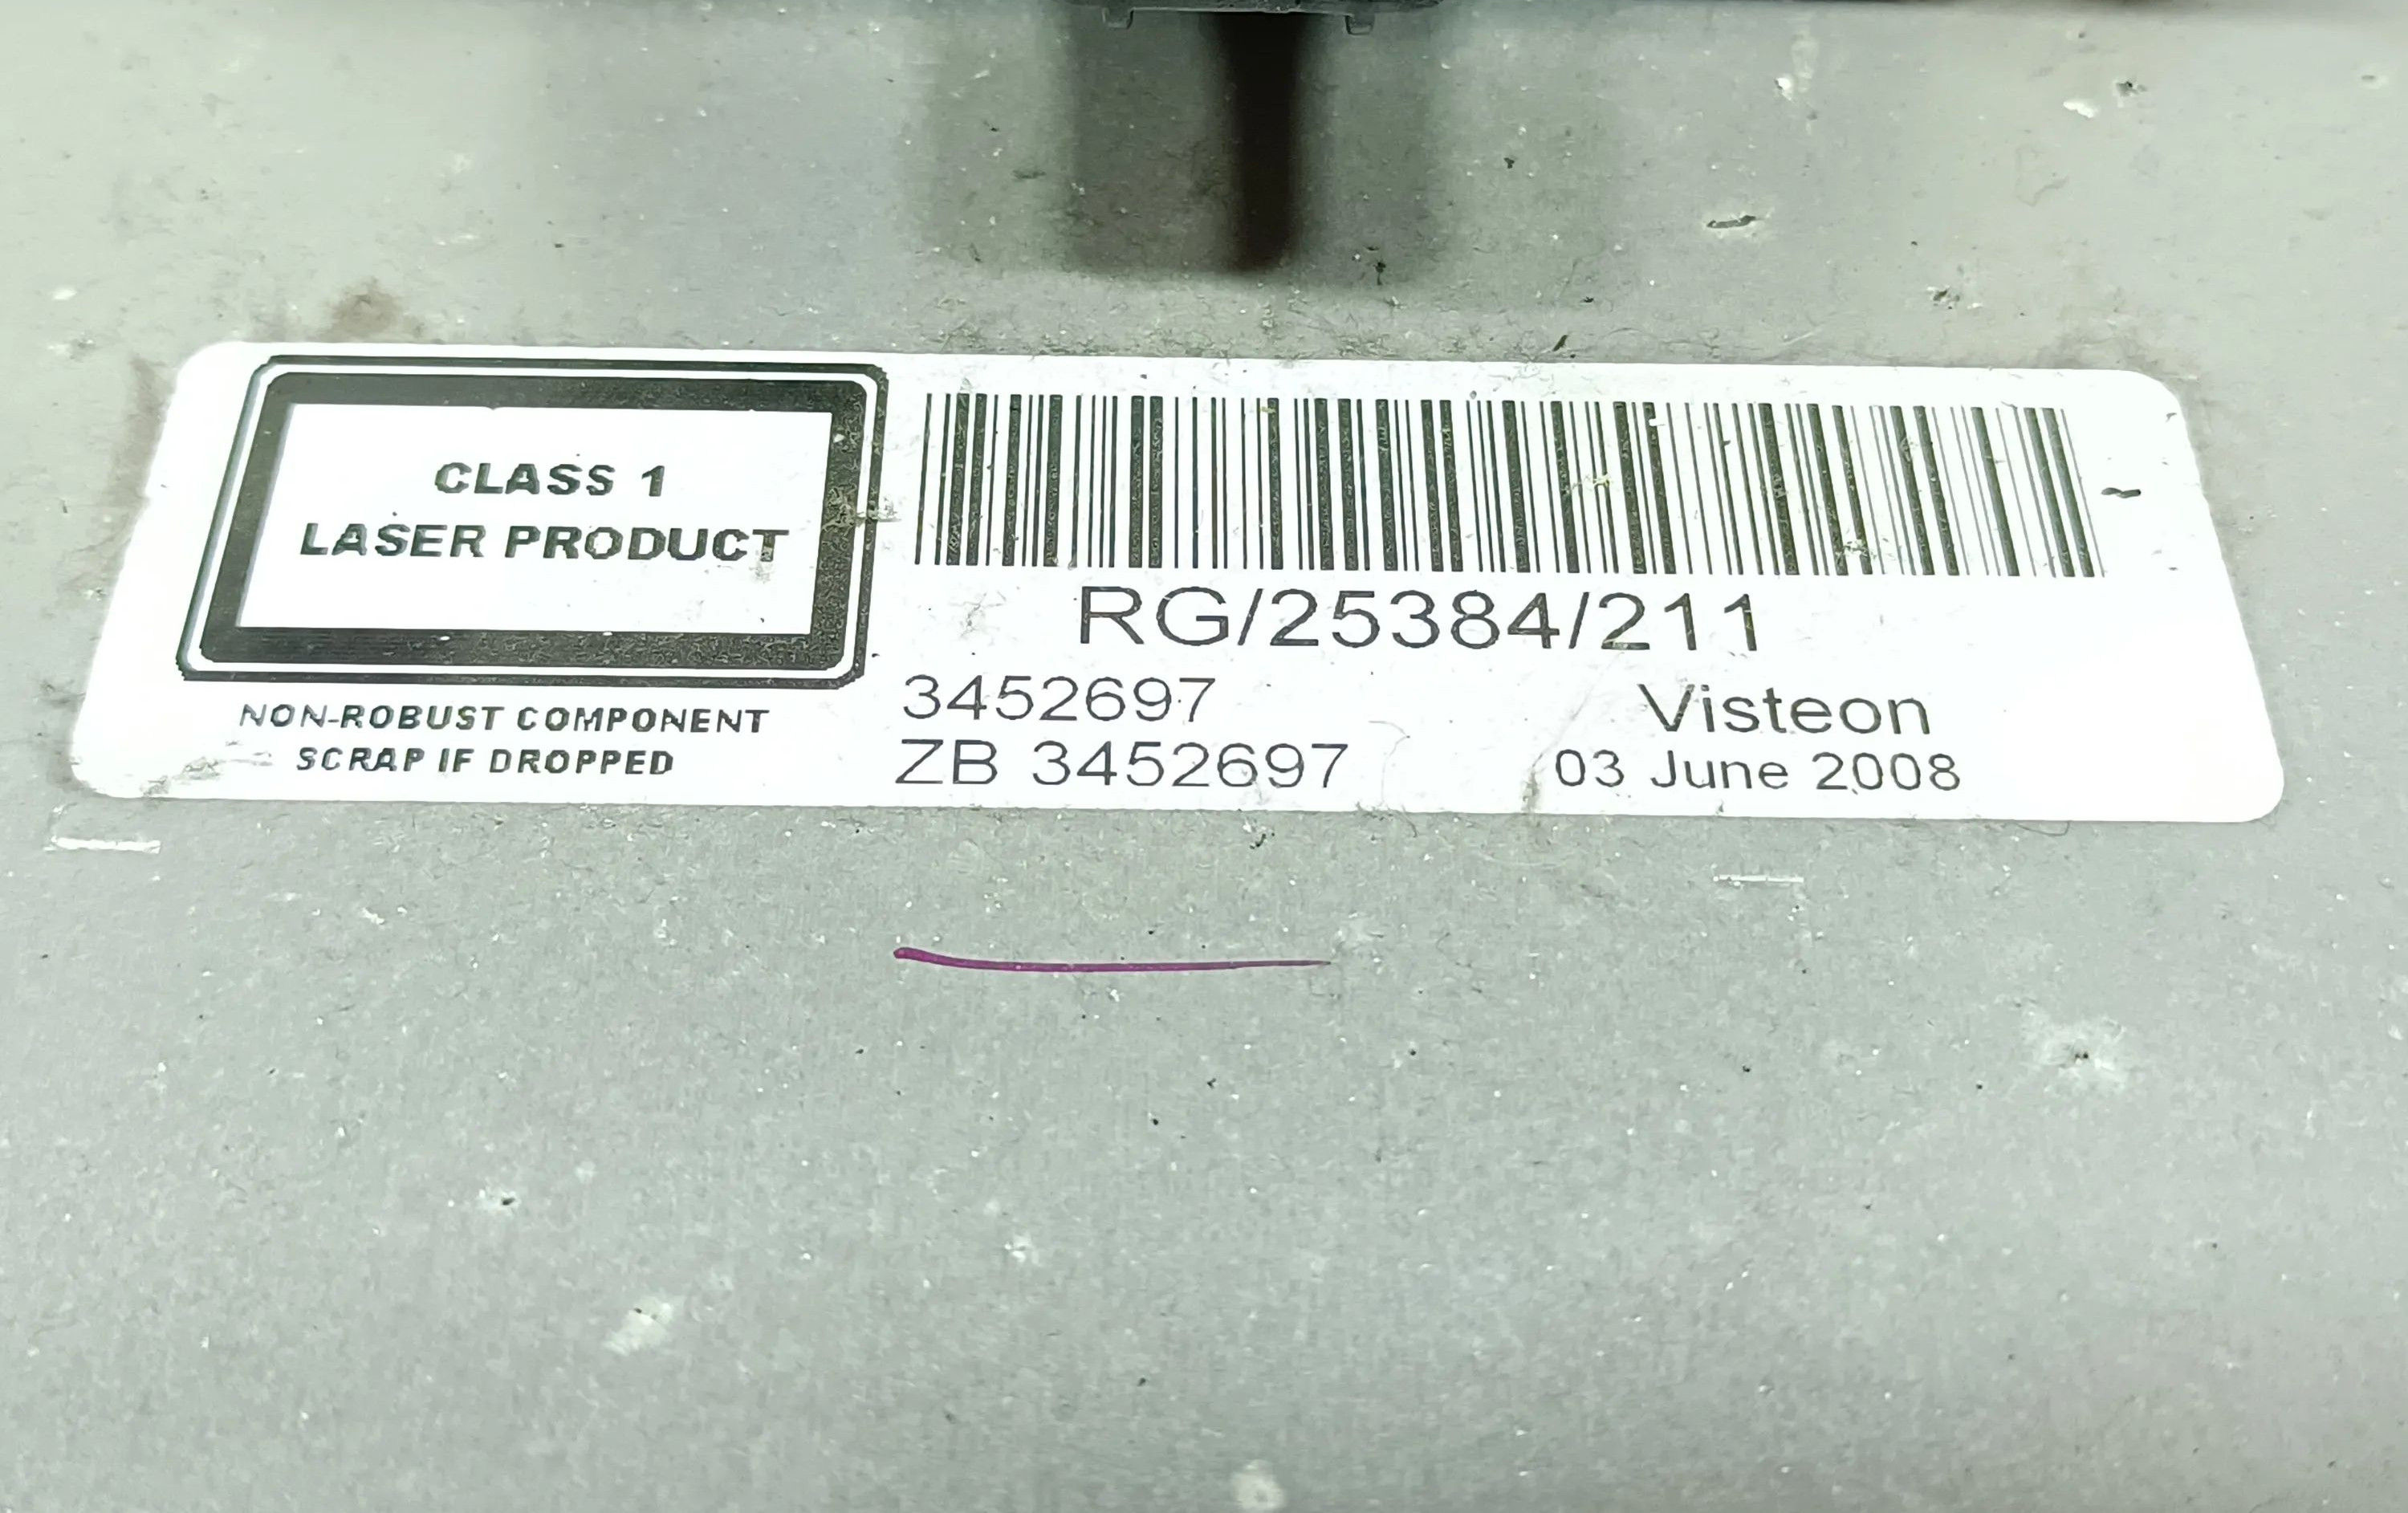 CLASS 1
LASER PRODUCT
NON-ROBUST COMPONENT
SCRAP IF DROPPED
RG/25384/211
3452697
Visteon
ZB 3452697
03 June 2008